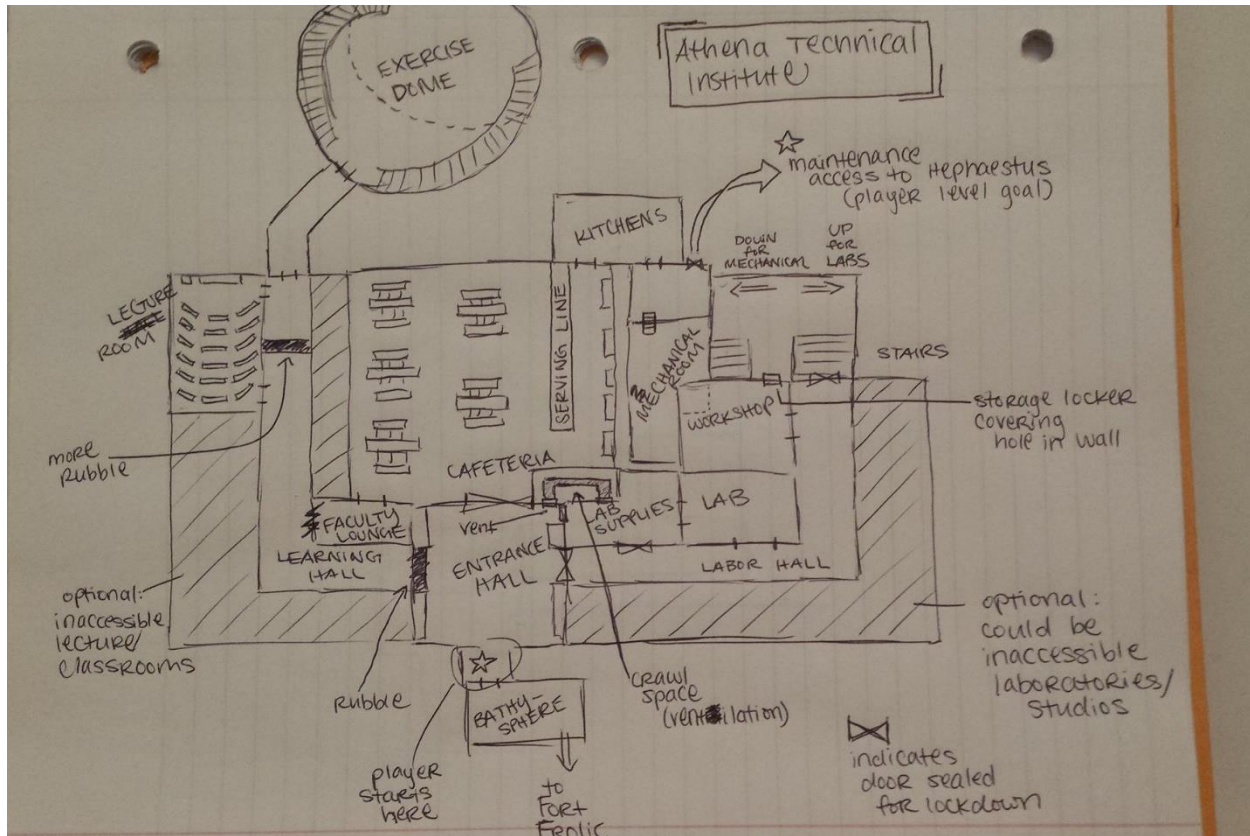 EXERCISE
DOME
Athena Technical
Institute
maintenance
access to Hephaestus
(player level goal)
KITCHENS
DOWN
for
MECHANICAL
UP
FOR
LABS
LECTURE
ROOM
SERVING LINE
MECHANICAL
ROOM
STAIRS
WORKSHOP
storage locker
covering
hole in wall
more
rubble
CAFETERIA
vent
LAB
SUPPLIES
LAB
FACULTY
LOUNGE
LEARNING
HALL
ENTRANCE
HALL
LABOR HALL
optional:
inaccessible
lecture/
classrooms
optional:
could be
inaccessible
laboratories/
studios
Rubble
BATHY-
SPHERE
crawl
space
(ventilation)
player
starts
here
to
Fort
indicates
door sealed
for lockdown